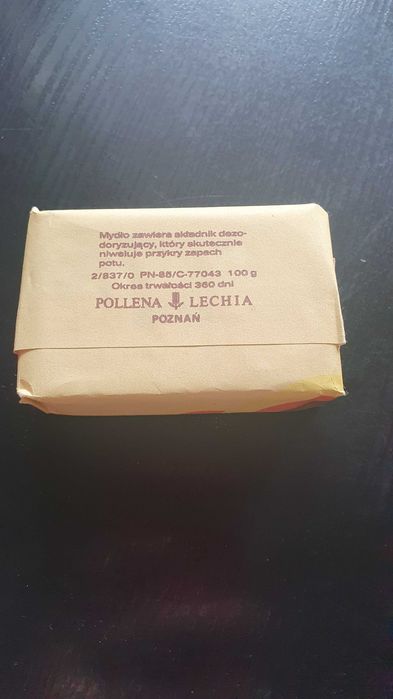 Mydło zawiera składnik dezo-
doryzujący, który skutecznie
niweluje przykry zapach
potu.
2/837/0 PN-85/C-77043 100 g
Okres trwałości 360 dni
POLLENA LECHIA
POZNAŃ